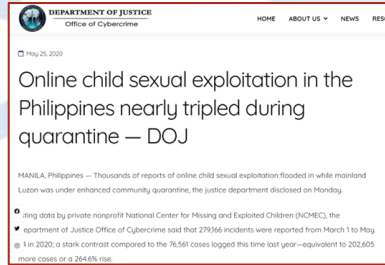 DEPARTMENT OF JUSTICE
Office of Cybercrime
HOME ABOUT US NEWS
May 25, 2020
Online child sexual exploitation in the
Philippines nearly tripled during
quarantine — DOJ
MANILA, Philippines — Thousands of reports of online child sexual exploitation flooded in while mainland
Luzon was under enhanced community quarantine, the justice department disclosed on Monday.
ting data by private nonprofit National Center for Missing and Exploited Children (NCMEC), the
epartment of Justice Office of Cybercrime said that 279,166 incidents were reported from March 1 to May
in 2020; a stark contrast compared to the 76,561 cases logged this time last year—equivalent to 202,605
more cases or a 264.6% rise.